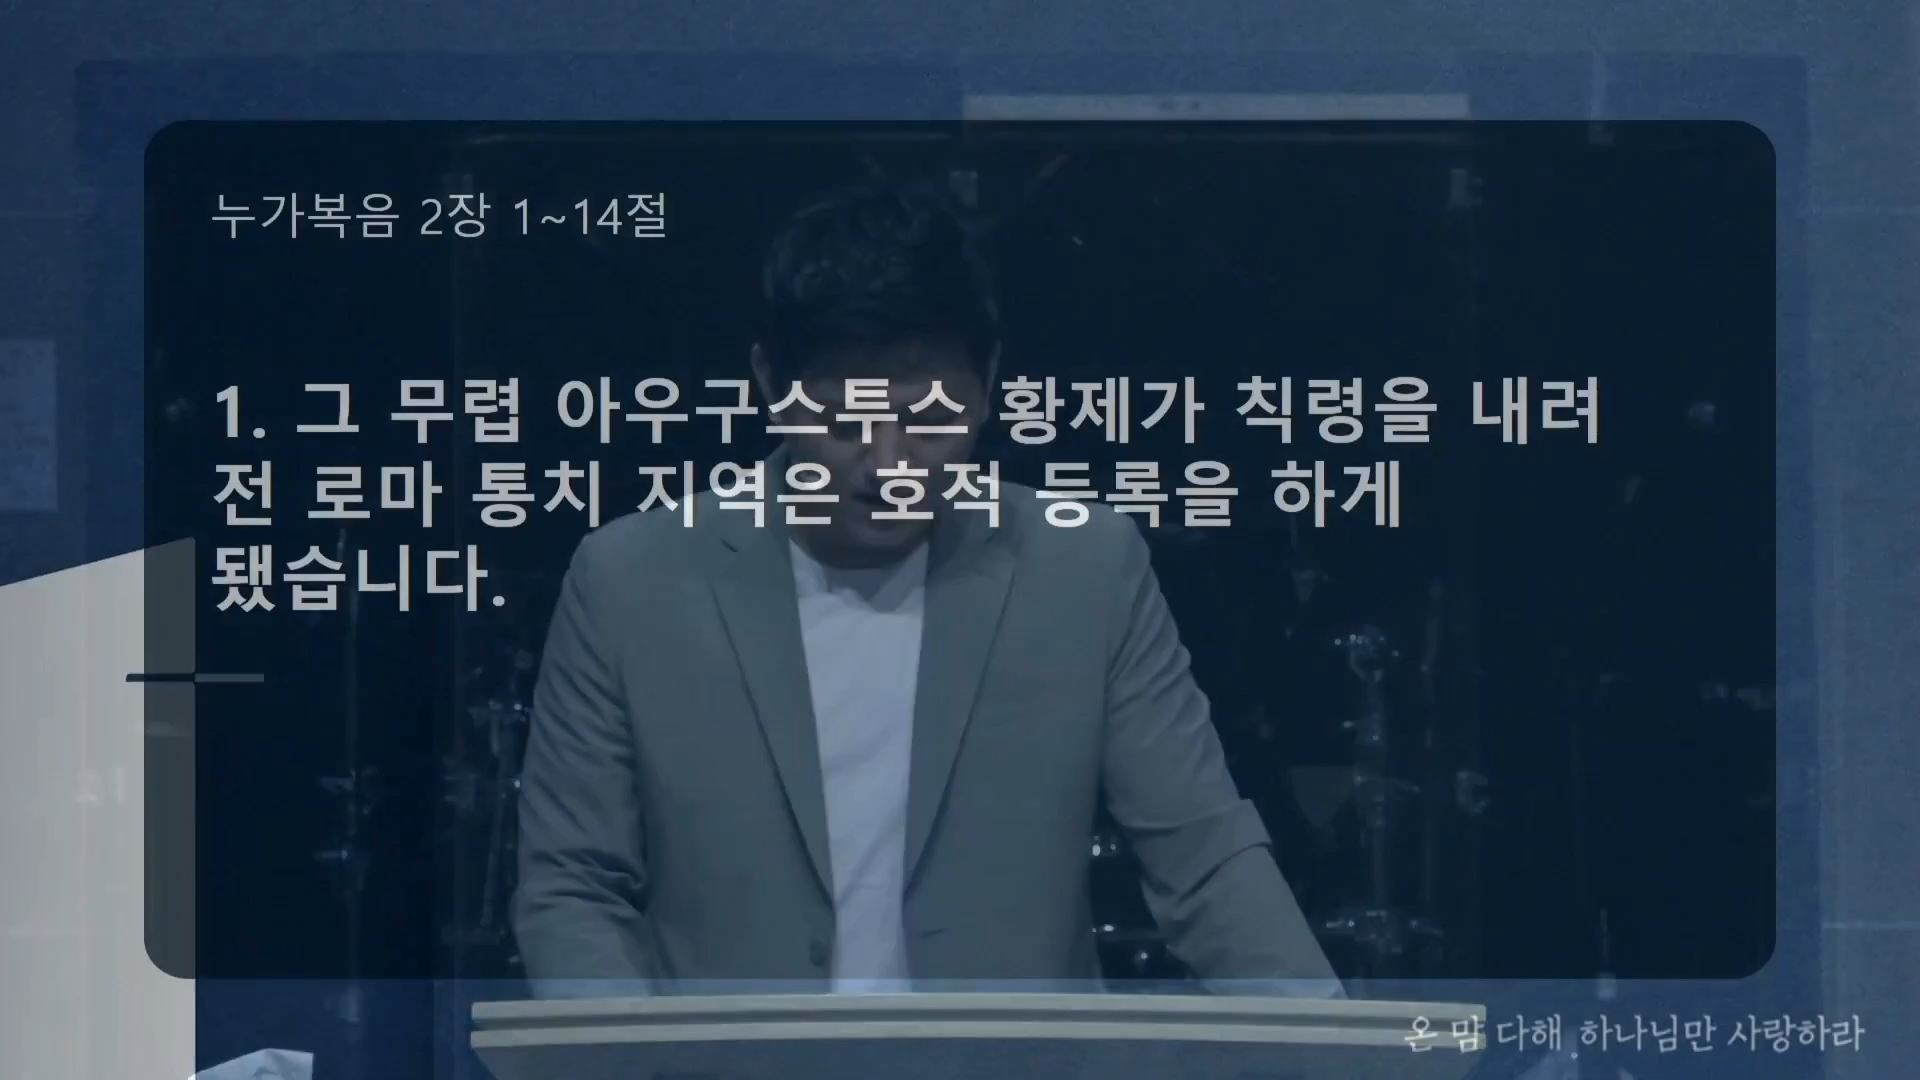 누가복음 2장 1~14절
1. 그 무렵 아우구스투스 황제가 칙령을 내려
전 로마 통치 지역은 호적 등록을 하게
됐습니다.
온 맘 다해 하나님만 사랑하라